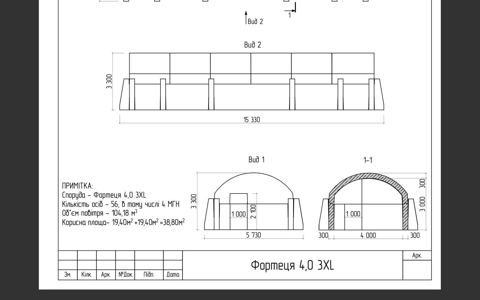 Вид 2
1
Вид 2
3 300
15 330
Вид 1
1-1
ПРИМІТКА:
Споруда - Фортеця 4,0 3XL
Кількість осіб - 56, в тому числі 4 МГН
Об'єм повітря - 104,18 м³
Корисна площа- 19,40м²+19,40м²=38,80м²
3 300
1 000
2 100
5 730
300
3 000
300
1 000
300
4 000
300
Фортеця 4,0 3XL
Арк.
Зм.
Кільк.
Арк.
№Док.
Підп.
Дата